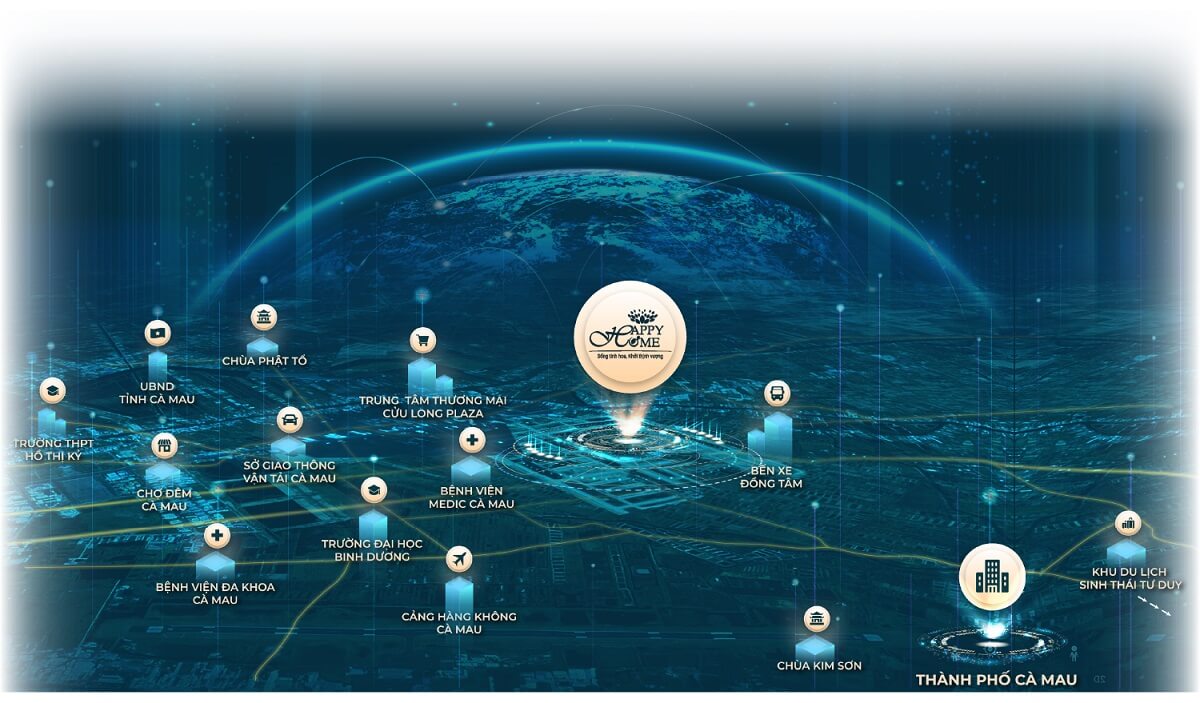 HAPPY
HOME
Sống tinh hoa, Khởi thịnh vượng
CHÙA PHẬT TỔ
UBND
TỈNH CÀ MAU
TRUNG TÂM THƯƠNG MẠI
CỬU LONG PLAZA
TRƯỜNG THPT
HỒ THỊ KỶ
SỞ GIAO THÔNG
VẬN TẢI CÀ MAU
BẾN XE
ĐỒNG TÂM
CHỢ ĐÊM
CÀ MAU
BỆNH VIỆN
MEDIC CÀ MAU
TRƯỜNG ĐẠI HỌC
BÌNH DƯƠNG
BỆNH VIỆN ĐA KHOA
CÀ MAU
KHU DU LỊCH
SINH THÁI TƯ DUY
CẢNG HÀNG KHÔNG
CÀ MAU
CHÙA KIM SƠN
THÀNH PHỐ CÀ MAU